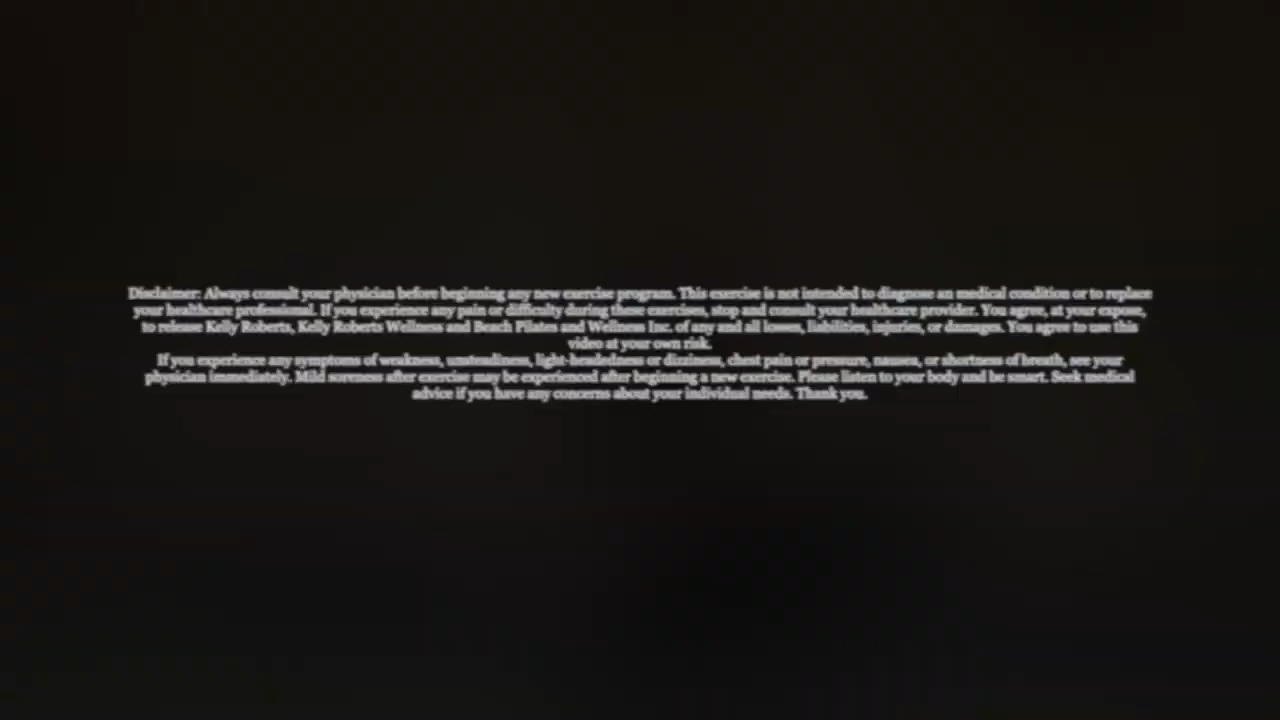 Disclaimer: Always consult your physician before beginning any new exercise program. This exercise is not intended to diagnose an medical condition or to replace
your healthcare professional. If you experience any pain or difficulty during these exercises, stop and consult your healthcare provider. You agree, at your expose,
to release Kelly Roberts, Kelly Roberts Wellness and Beach Pilates and Wellness Inc. of any and all losses, liabilities, injuries, or damages. You agree to use this
video at your own risk.
If you experience any symptoms of weakness, unsteadiness, light-headedness or dizziness, chest pain or pressure, nausea, or shortness of breath, see your
physician immediately. Mild soreness after exercise may be experienced after beginning a new exercise. Please listen to your body and be smart. Seek medical
advice if you have any concerns about your individual needs. Thank you.